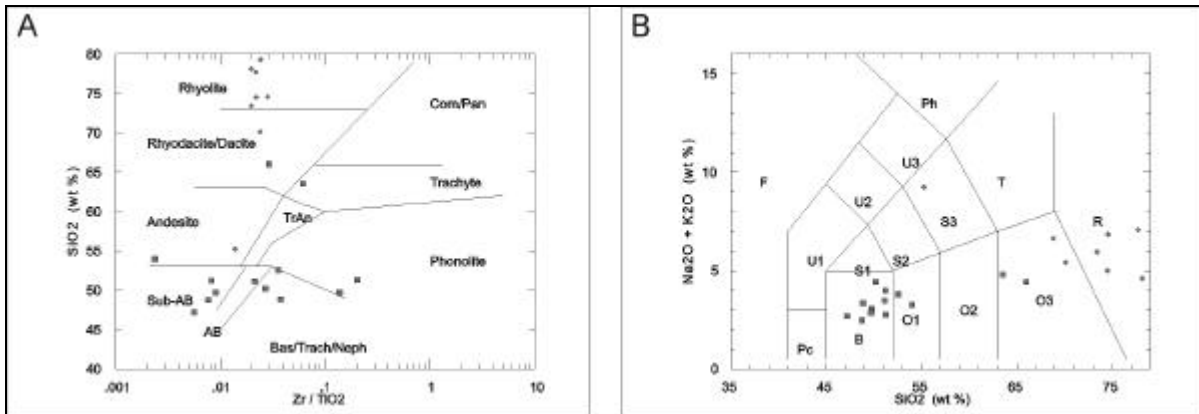 A
SiO2 (wt %)
80
75
70
65
60
55
50
45
40
Rhyolite
Com/Pan
Rhyodacite/Dacite
Trachyte
TrAn
Andesite
Phonolite
Sub-AB
AB
Bas/Trach/Neph
.001 .01 .1 1 10
Zr / TiO2
B
Na2O + K2O (wt %)
15
10
5
0
Ph
U3
F
T
U2
R
S3
U1
S1
S2
O3
O1
O2
B
Pc
35 45 55 65 75
SiO2 (wt %)